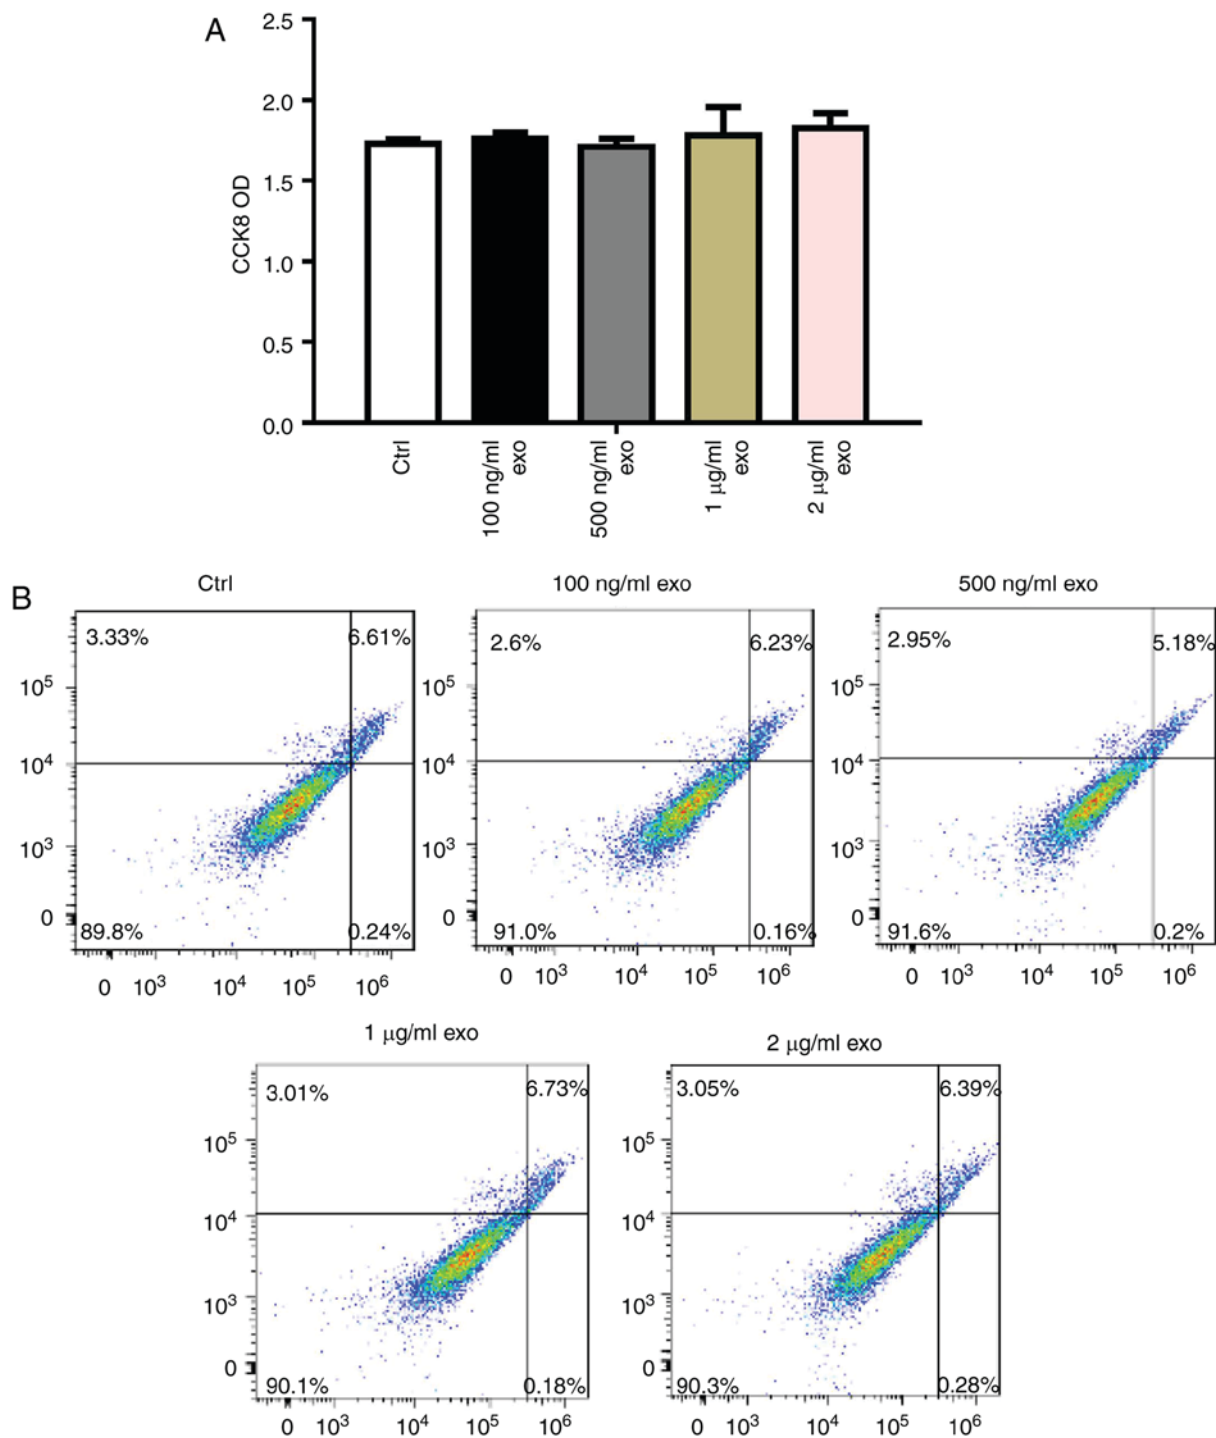 A
2.5
2.0
1.5
1.0
0.5
0.0
CCK8 OD
Ctrl
100 ng/ml
exo
500 ng/ml
exo
1 μg/ml
exo
2 μg/ml
exo
B
Ctrl
3.33%
6.61%
10⁵
10⁴
10³
0
89.8%
0.24%
0 10³ 10⁴ 10⁵ 10⁶
100 ng/ml exo
2.6%
6.23%
10⁵
10⁴
10³
0
91.0%
0.16%
0 10³ 10⁴ 10⁵ 10⁶
500 ng/ml exo
2.95%
5.18%
10⁵
10⁴
10³
0
91.6%
0.2%
0 10³ 10⁴ 10⁵ 10⁶
1 μg/ml exo
3.01%
6.73%
10⁵
10⁴
10³
0
90.1%
0.18%
0 10³ 10⁴ 10⁵ 10⁶
2 μg/ml exo
3.05%
6.39%
10⁵
10⁴
10³
0
90.3%
0.28%
0 10³ 10⁴ 10⁵ 10⁶